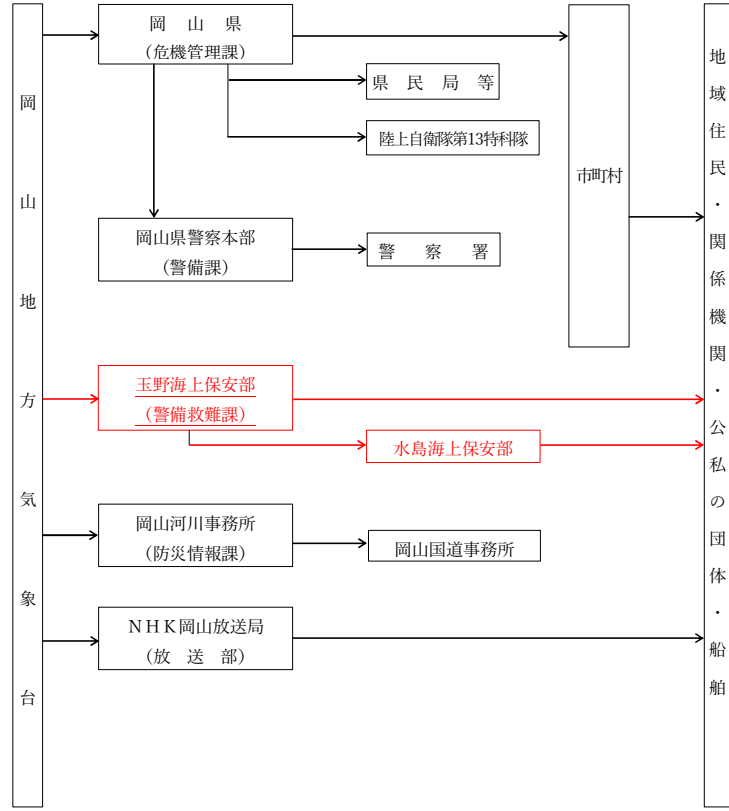 岡山地方気象台
岡　山　県
（危機管理課）
県　民　局　等
陸上自衛隊第13特科隊
岡山県警察本部
（警備課）
警　察　署
市町村
玉野海上保安部
（警備救難課）
水島海上保安部
岡山河川事務所
（防災情報課）
岡山国道事務所
ＮＨＫ岡山放送局
（放　送　部）
地域住民・関係機関・公私の団体・船舶